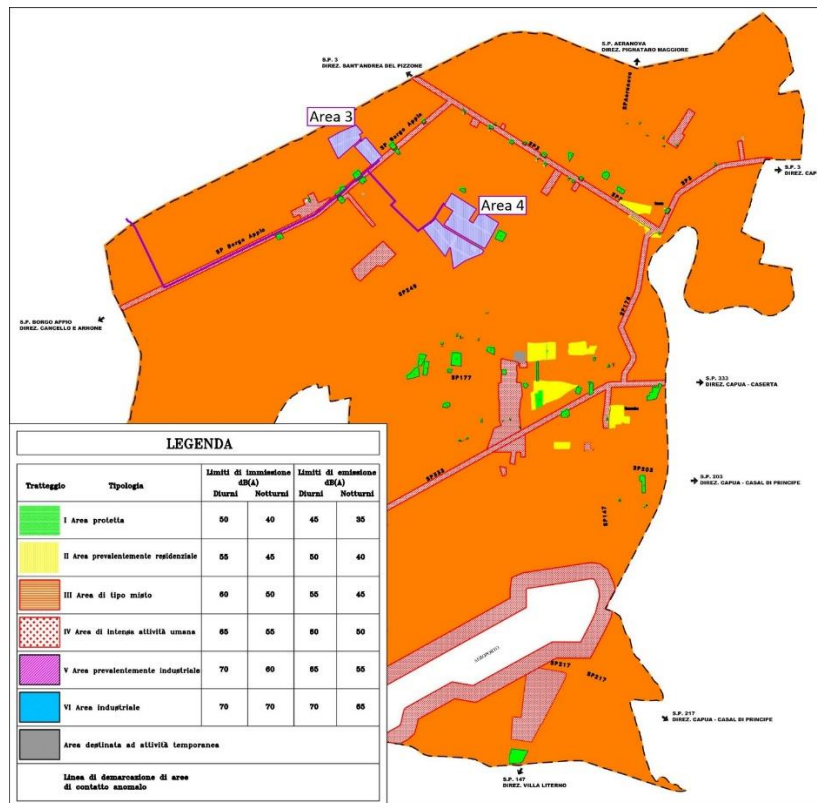 S.P. AERANOVA
DIREZ. PIGNATARO MAGGIORE
S.P. 3
DIREZ. SANT'ANDREA DEL PIZZONE
SPAeranova
Area 3
SP Borgo Appio
SP3
SP3
S.P. 3
DIREZ. CAP
Area 4
SP Borgo Appio
SP248
S.P. BORGO APPIO
DIREZ. CANCELLO E ARNONE
SP177
S.P. 333
DIREZ. CAPUA - CASERTA
SP333
SP203
S.P. 203
DIREZ. CAPUA - CASAL DI PRINCIPE
SP147
AEROPORTO
SP217
SP217
S.P. 217
DIREZ. CAPUA - CASAL DI PRINCIPE
S.P. 147
DIREZ. VILLA LITERNO
LEGENDA
Tratteggio Tipologia Limiti di immissione dB(A) Limiti di emissione dB(A)
Diurni Notturni Diurni Notturni
I Area protetta 50 40 45 35
II Area prevalentemente residenziale 55 45 50 40
III Area di tipo misto 60 50 55 45
IV Area di intensa attività umana 65 55 60 50
V Area prevalentemente industriale 70 60 65 55
VI Area industriale 70 70 70 65
Area destinata ad attività temporanea
Linea di demarcazione di aree
di contatto anomalo